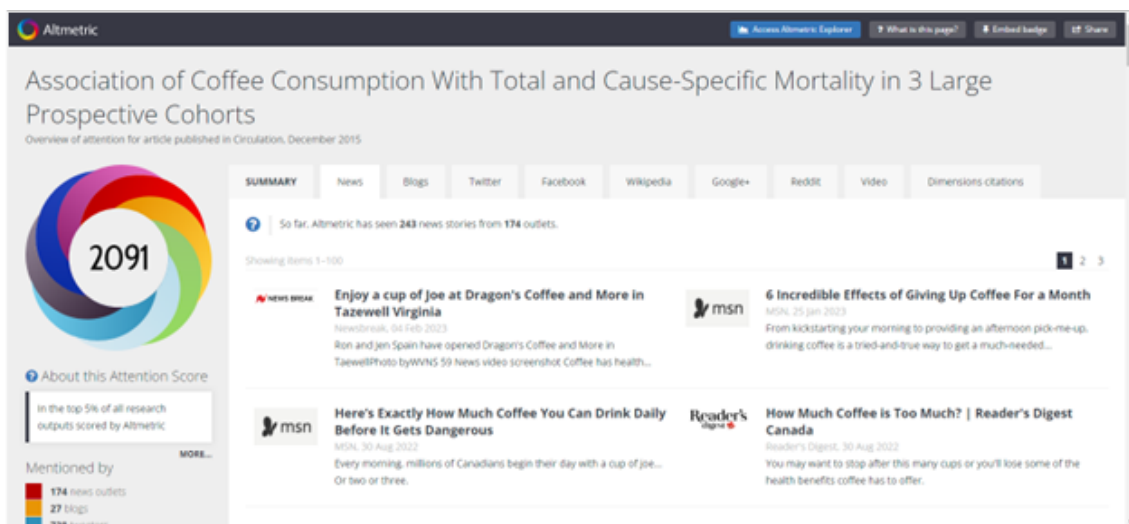 Altmetric
Access Altmetric Explorer
? What is this page?
Embed badge
Share
Association of Coffee Consumption With Total and Cause-Specific Mortality in 3 Large
Prospective Cohorts
Overview of attention for article published in Circulation, December 2015
2091
SUMMARY News Blogs Twitter Facebook Wikipedia Google+ Reddit Video Dimensions citations
? So far, Altmetric has seen 243 news stories from 174 outlets.
Showing items 1–100
1 2 3
NEWS BREAK
Enjoy a cup of Joe at Dragon's Coffee and More in
Tazewell Virginia
Newsbreak, 04 Feb 2023
Ron and Jen Spain have opened Dragon's Coffee and More in
TaewellPhoto byWVNS 59 News video screenshot Coffee has health...
msn
6 Incredible Effects of Giving Up Coffee For a Month
MSN, 25 Jan 2023
From kickstarting your morning to providing an afternoon pick-me-up,
drinking coffee is a tried-and-true way to get a much-needed...
? About this Attention Score
In the top 5% of all research
outputs scored by Altmetric
MORE...
msn
Here's Exactly How Much Coffee You Can Drink Daily
Before It Gets Dangerous
MSN, 30 Aug 2022
Every morning, millions of Canadians begin their day with a cup of joe...
Or two or three.
Reader's
digest
How Much Coffee is Too Much? | Reader's Digest
Canada
Reader's Digest, 30 Aug 2022
You may want to stop after this many cups or you'll lose some of the
health benefits coffee has to offer.
Mentioned by
174 news outlets
27 blogs